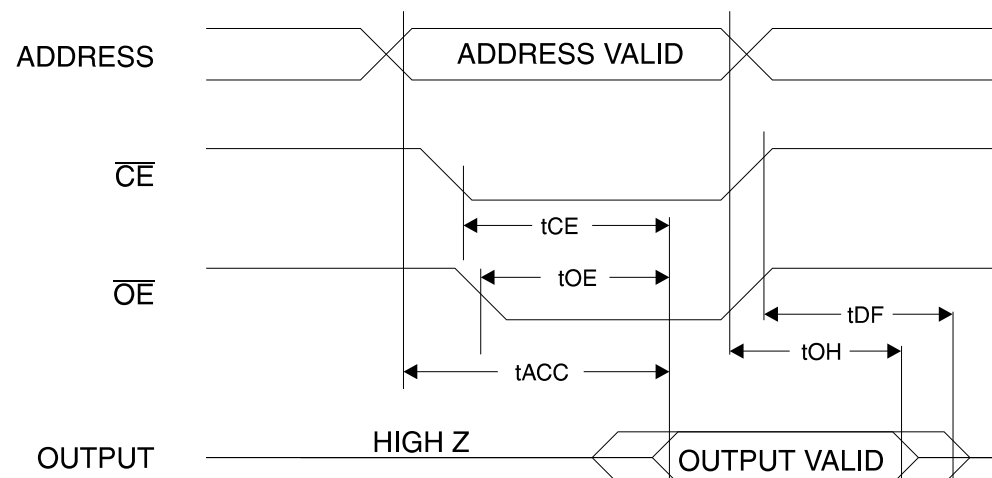 ADDRESS
ADDRESS VALID
CE
tCE
OE
tOE
tDF
tOH
tACC
OUTPUT
HIGH Z
OUTPUT VALID